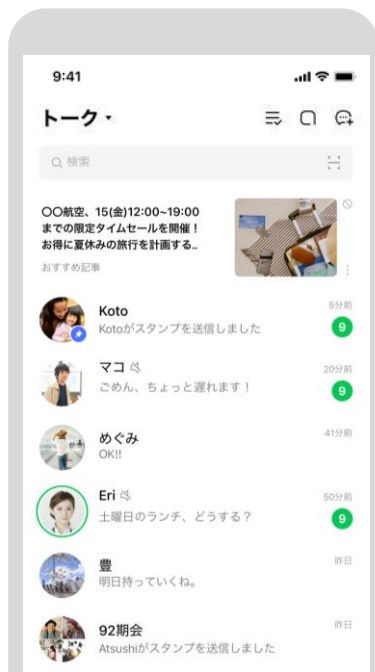 9:41
トーク
検索
〇〇航空、15(金)12:00~19:00
までの限定タイムセールを開催！
お得に夏休みの旅行を計画する..
おすすめ記事
Koto
5分前
Kotoがスタンプを送信しました
9
マコ
20分前
ごめん、ちょっと遅れます！
9
めぐみ
41分前
OK!!
Eri
50分前
土曜日のランチ、どうする？
9
豊
昨日
明日持っていくね。
92期会
昨日
Atsushiがスタンプを送信しました